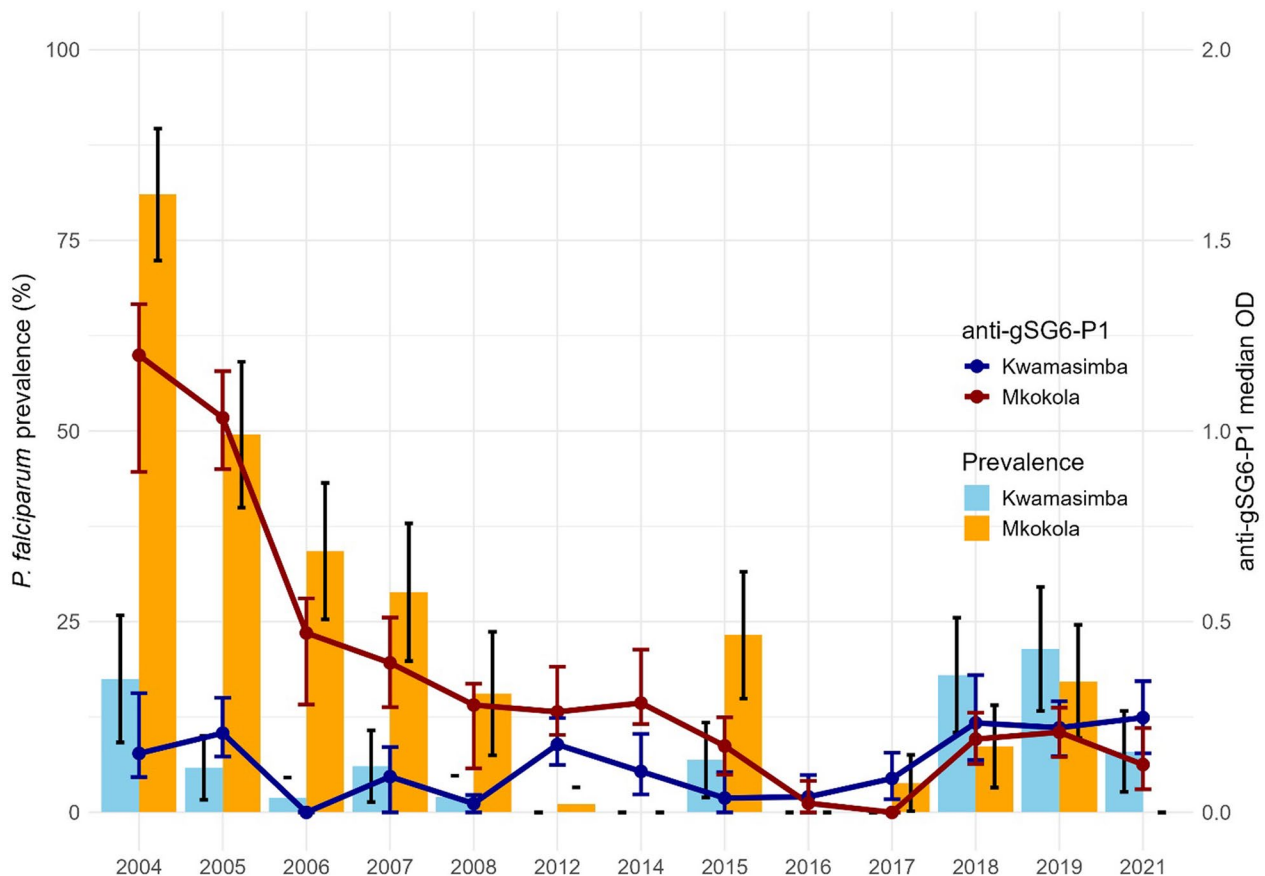 100
75
50
25
0
P. falciparum prevalence (%)
2.0
1.5
1.0
0.5
0.0
anti-gSG6-P1 median OD
anti-gSG6-P1
Kwamasimba
Mkokola
Prevalence
Kwamasimba
Mkokola
2004 2005 2006 2007 2008 2012 2014 2015 2016 2017 2018 2019 2021